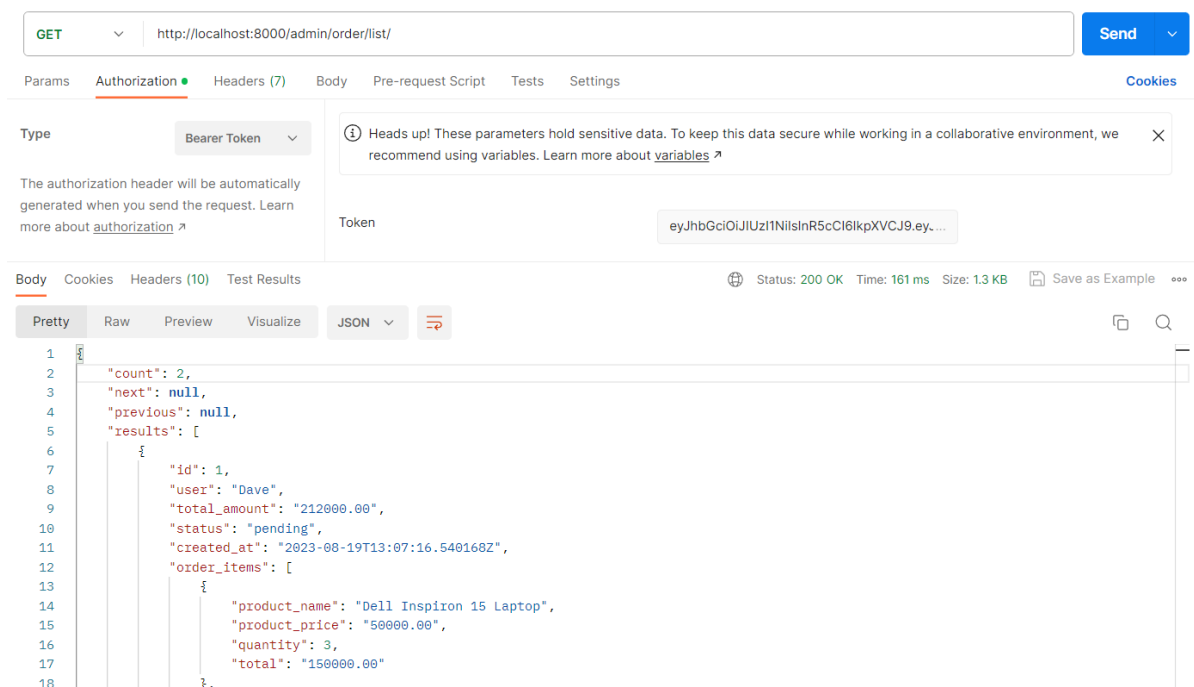 GET http://localhost:8000/admin/order/list/ Send
Params Authorization Headers (7) Body Pre-request Script Tests Settings Cookies
Type Bearer Token
The authorization header will be automatically
generated when you send the request. Learn
more about authorization ↗
Heads up! These parameters hold sensitive data. To keep this data secure while working in a collaborative environment, we
recommend using variables. Learn more about variables ↗
Token eyJhbGciOiJIUzI1NiIsInR5cCI6IkpXVCJ9.eyJ...
Body Cookies Headers (10) Test Results Status: 200 OK Time: 161 ms Size: 1.3 KB Save as Example
Pretty Raw Preview Visualize JSON
1 {
2 "count": 2,
3 "next": null,
4 "previous": null,
5 "results": [
6 {
7 "id": 1,
8 "user": "Dave",
9 "total_amount": "212000.00",
10 "status": "pending",
11 "created_at": "2023-08-19T13:07:16.540168Z",
12 "order_items": [
13 {
14 "product_name": "Dell Inspiron 15 Laptop",
15 "product_price": "50000.00",
16 "quantity": 3,
17 "total": "150000.00"
18 },